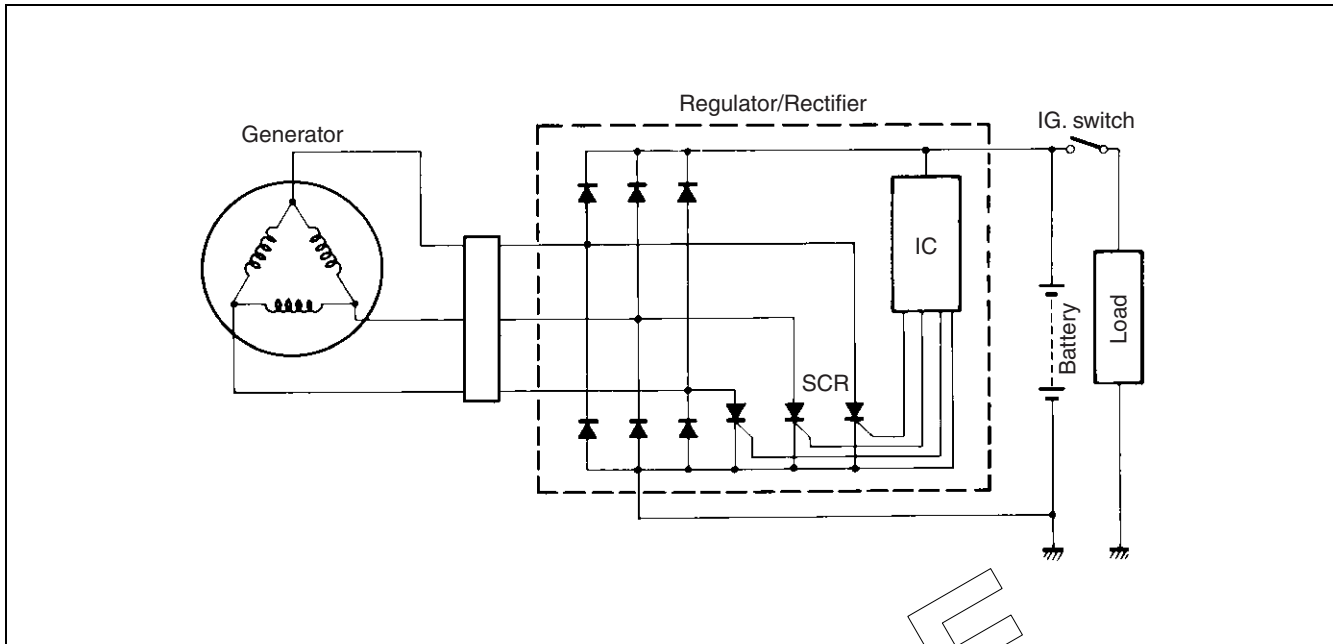 Regulator/Rectifier
Generator
IG. switch
IC
SCR
Battery
Load
E